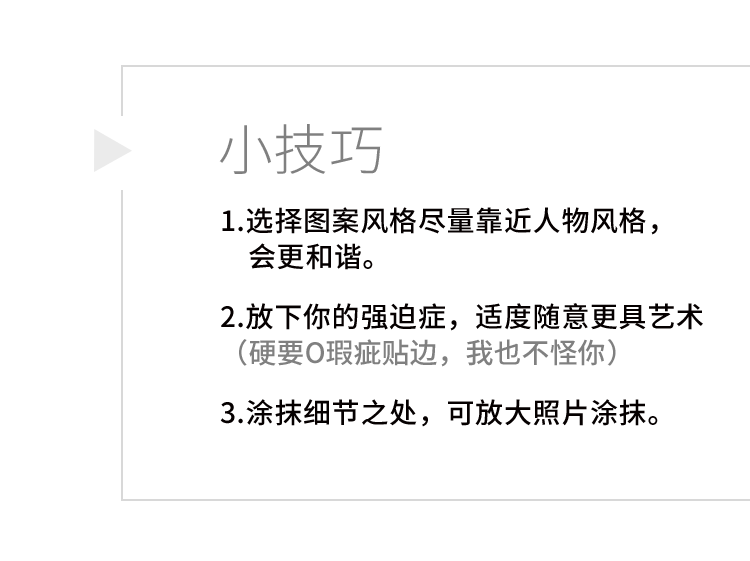 小技巧
1.选择图案风格尽量靠近人物风格，
会更和谐。
2.放下你的强迫症，适度随意更具艺术
（硬要O瑕疵贴边，我也不怪你）
3.涂抹细节之处，可放大照片涂抹。